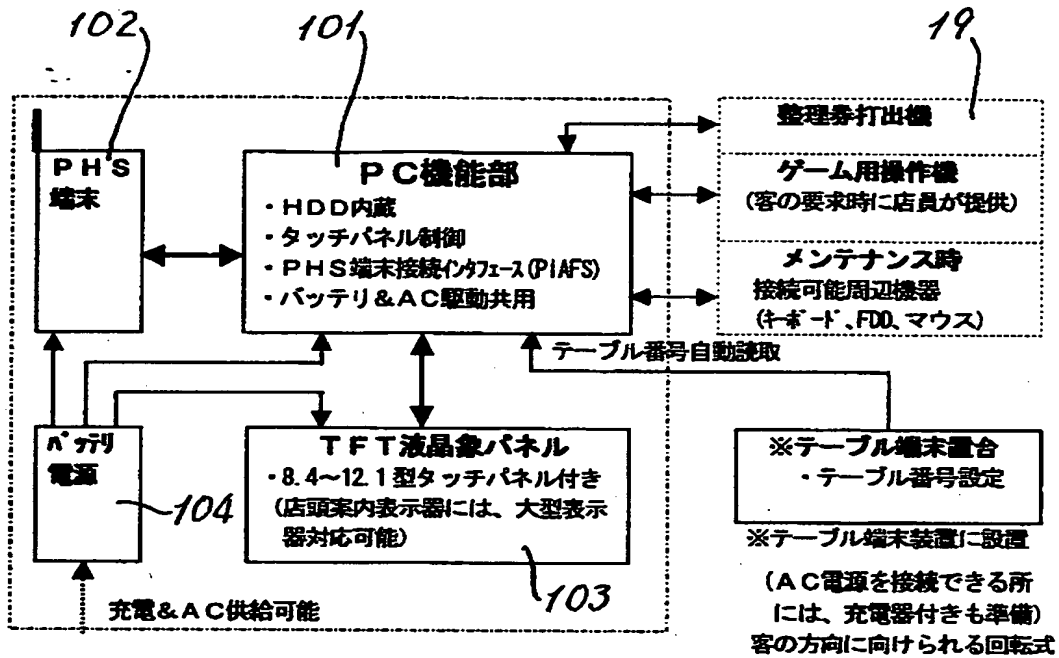 102
101
19
PHS
端末
PC機能部
・HDD内蔵
・タッチパネル制御
・PHS端末接続インタフェース(PIAFS)
・バッテリ&AC駆動共用
整理券打出機
ゲーム用操作機
(客の要求時に店員が提供)
メンテナンス時
接続可能周辺機器
(キーボード、FDD、マウス)
テーブル番号自動読取
バッテリ
電源
104
TFT液晶象パネル
・8.4~12.1型タッチパネル付き
(店頭案内表示器には、大型表示
器対応可能)
103
※テーブル端末置台
・テーブル番号設定
※テーブル端末装置に設置
(AC電源を接続できる所
には、充電器付きも準備)
客の方向に向けられる回転式
充電&AC供給可能